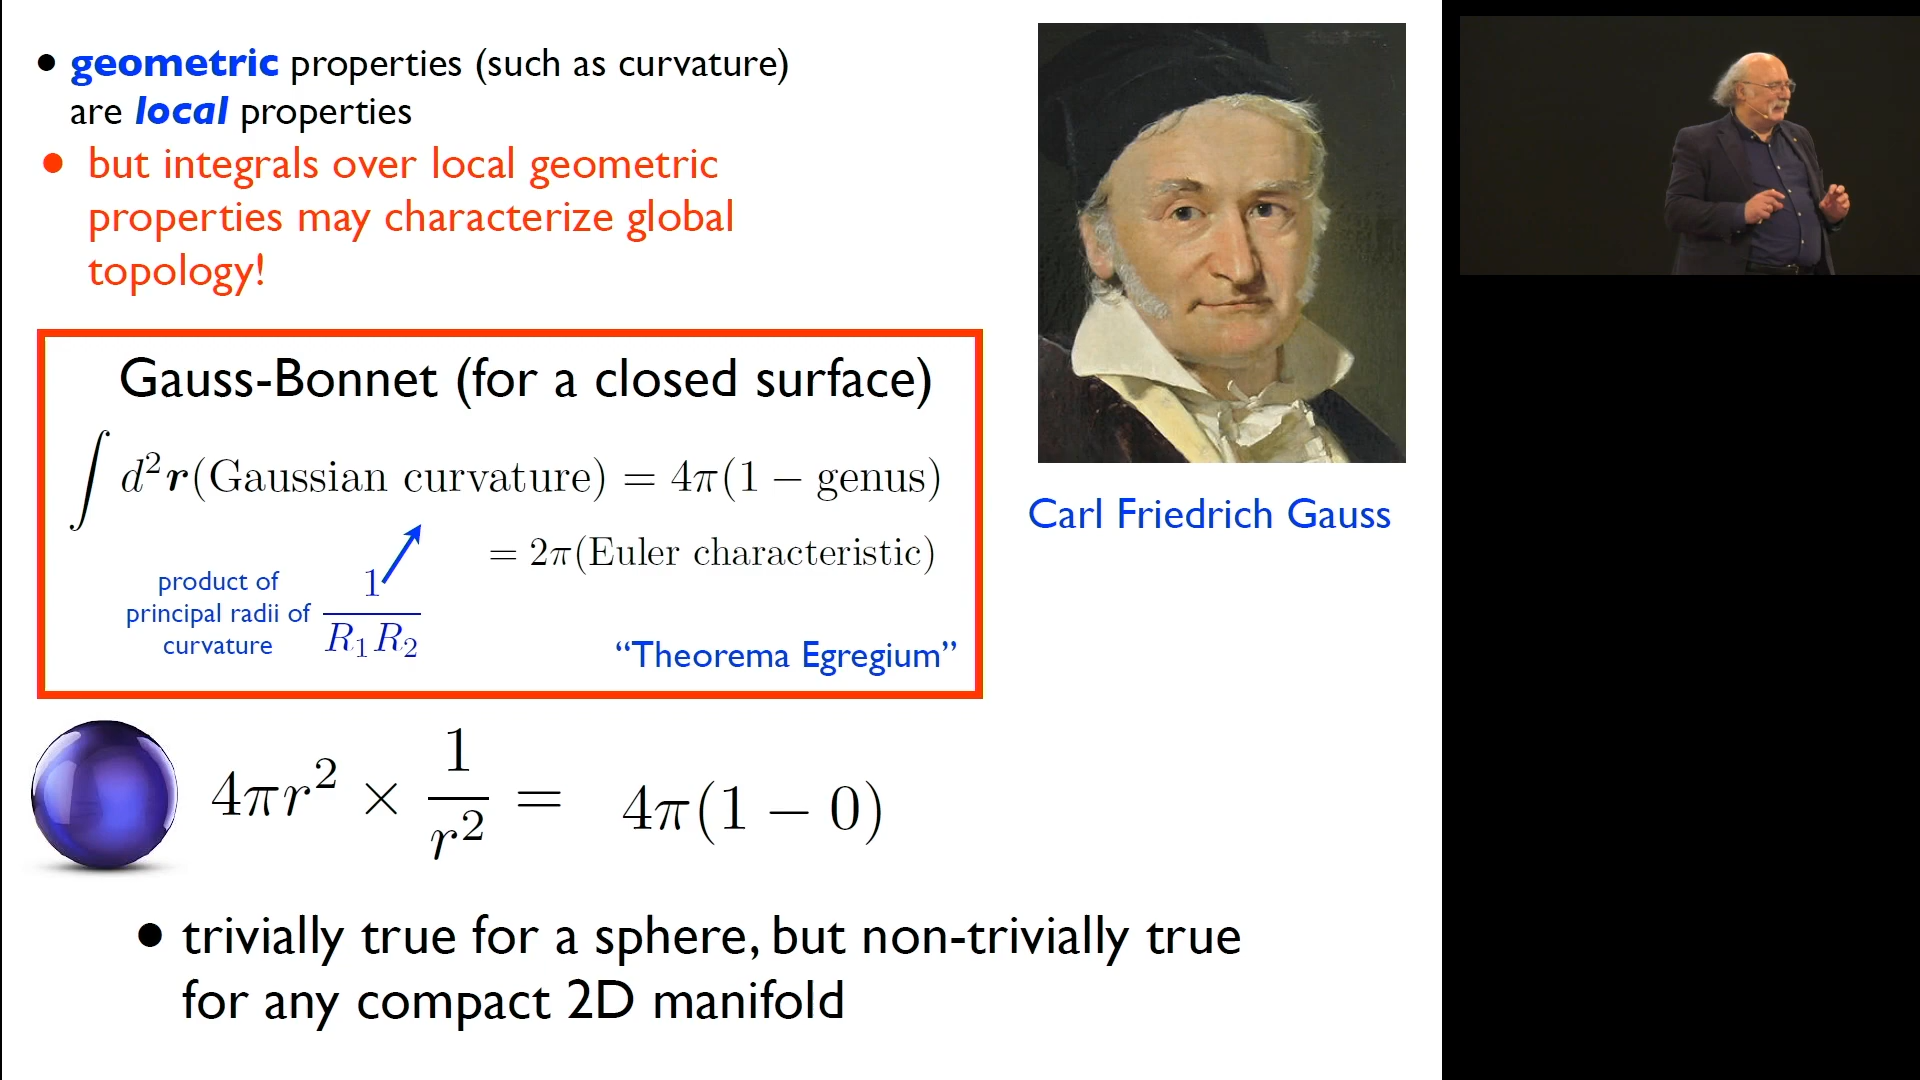 • geometric properties (such as curvature)
are local properties
• but integrals over local geometric
properties may characterize global
topology!
Gauss-Bonnet (for a closed surface)
∫ d²r(Gaussian curvature) = 4π(1 − genus)
= 2π(Euler characteristic)
product of
principal radii of
curvature
1/(R₁R₂)
“Theorema Egregium”
Carl Friedrich Gauss
4πr² × 1/r² = 4π(1 − 0)
• trivially true for a sphere, but non-trivially true
for any compact 2D manifold